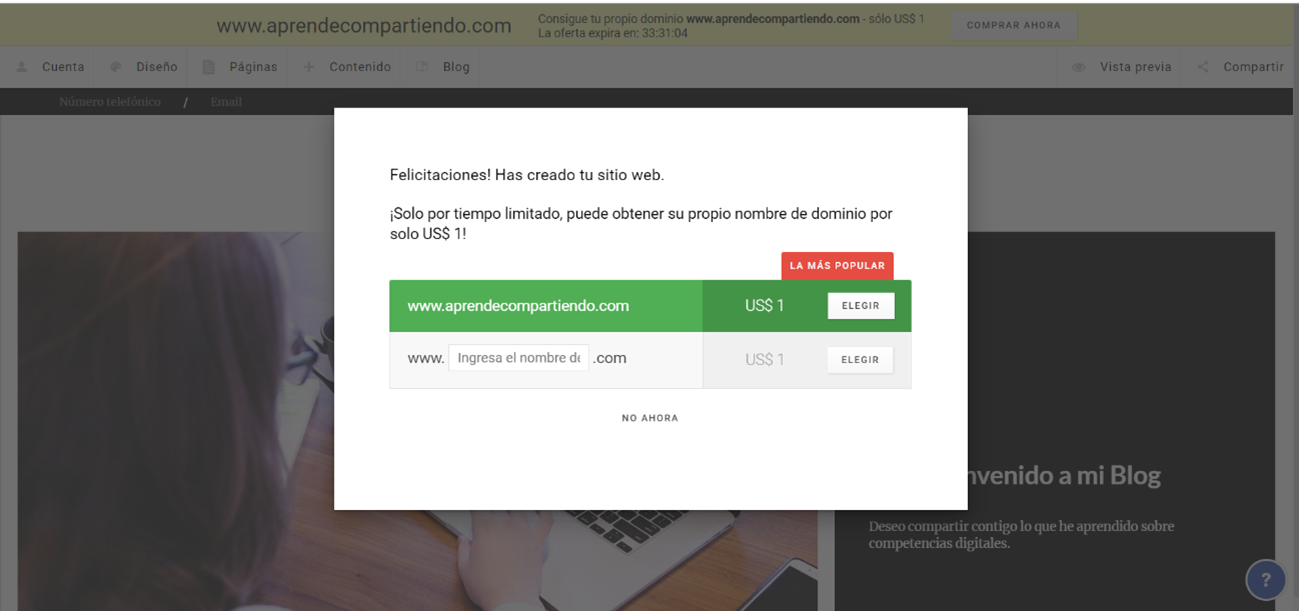 www.aprendecompartiendo.com
Consigue tu propio dominio www.aprendecompartiendo.com - sólo US$ 1
La oferta expira en: 33:31:04
COMPRAR AHORA
Cuenta
Diseño
Páginas
Contenido
Blog
Vista previa
Compartir
Número telefónico / Email
Felicitaciones! Has creado tu sitio web.
¡Solo por tiempo limitado, puede obtener su propio nombre de dominio por
solo US$ 1!
LA MÁS POPULAR
www.aprendecompartiendo.com US$ 1 ELEGIR
www. Ingresa el nombre de .com US$ 1 ELEGIR
NO AHORA
nvenido a mi Blog
Deseo compartir contigo lo que he aprendido sobre
competencias digitales.
?